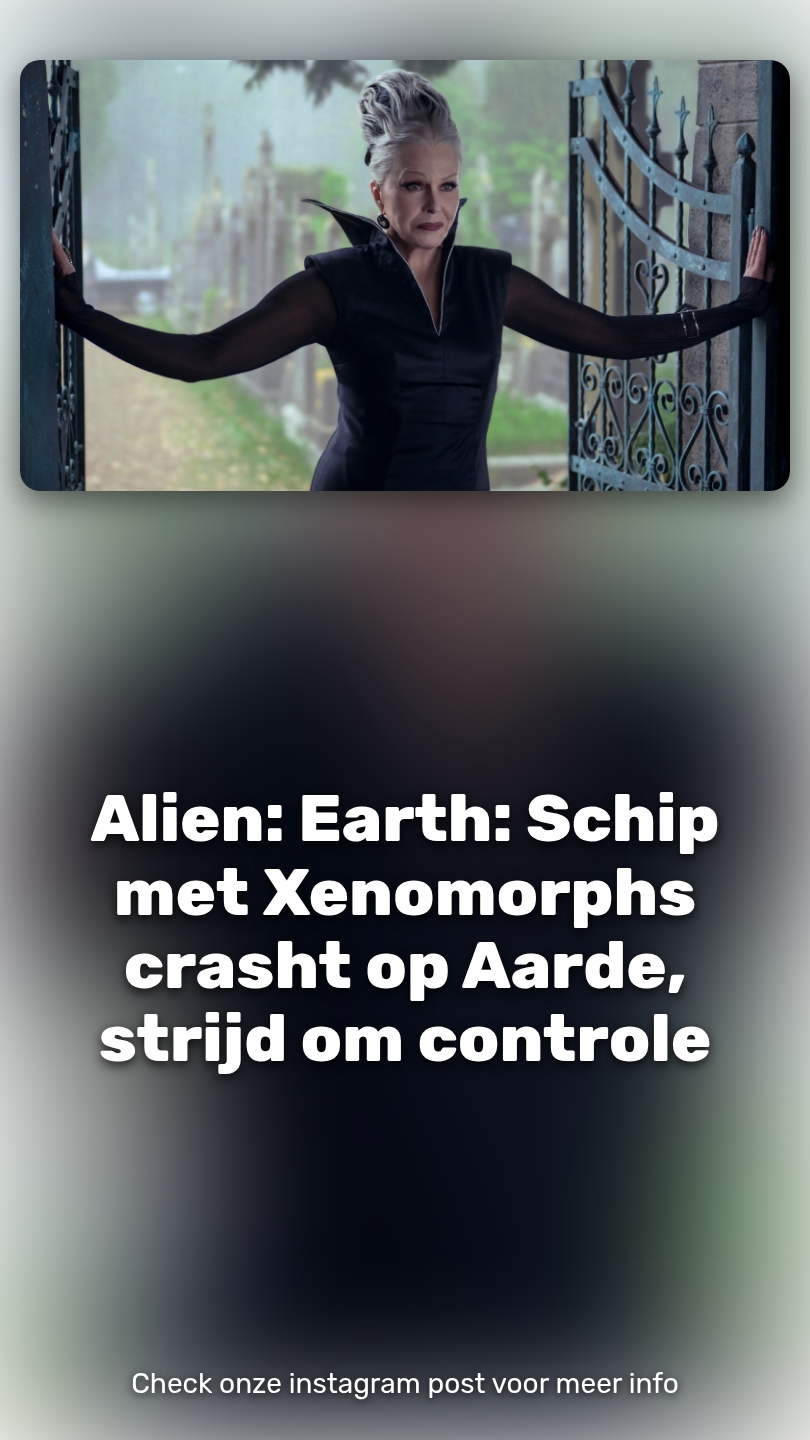 Alien: Earth: Schip
met Xenomorphs
crasht op Aarde,
strijd om controle
Check onze instagram post voor meer info